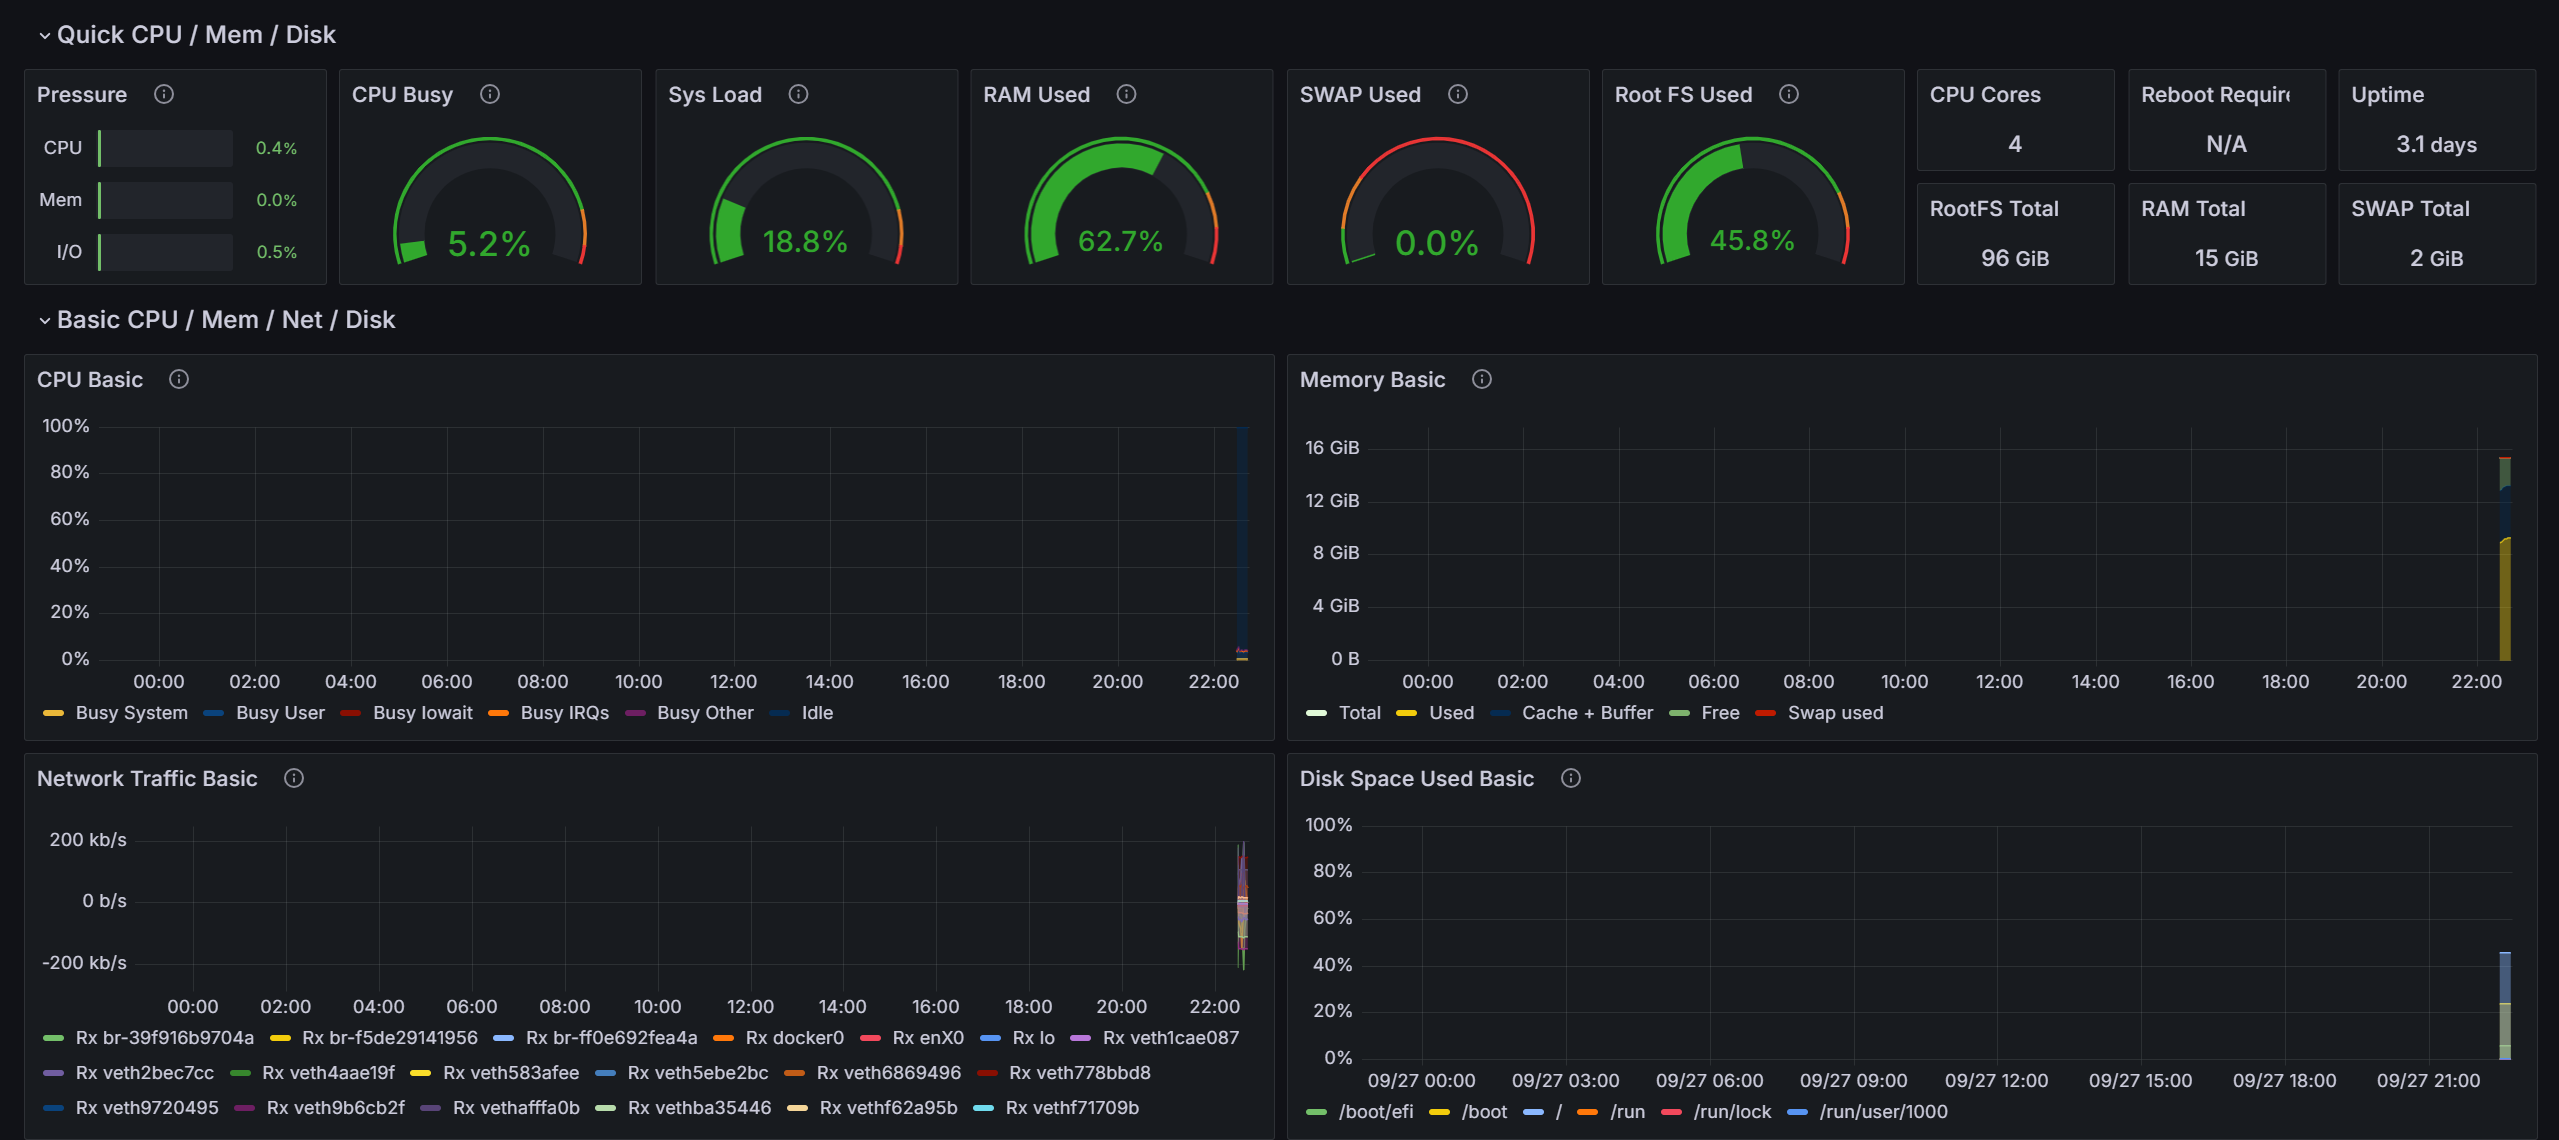 Quick CPU / Mem / Disk
Pressure
CPU 0.4%
Mem 0.0%
I/O 0.5%
CPU Busy
5.2%
Sys Load
18.8%
RAM Used
62.7%
SWAP Used
0.0%
Root FS Used
45.8%
CPU Cores
4
Reboot Require
N/A
Uptime
3.1 days
RootFS Total
96 GiB
RAM Total
15 GiB
SWAP Total
2 GiB
Basic CPU / Mem / Net / Disk
CPU Basic
100%
80%
60%
40%
20%
0%
00:00 02:00 04:00 06:00 08:00 10:00 12:00 14:00 16:00 18:00 20:00 22:00
Busy System Busy User Busy Iowait Busy IRQs Busy Other Idle
Memory Basic
16 GiB
12 GiB
8 GiB
4 GiB
0 B
00:00 02:00 04:00 06:00 08:00 10:00 12:00 14:00 16:00 18:00 20:00 22:00
Total Used Cache + Buffer Free Swap used
Network Traffic Basic
200 kb/s
0 b/s
-200 kb/s
00:00 02:00 04:00 06:00 08:00 10:00 12:00 14:00 16:00 18:00 20:00 22:00
Rx br-39f916b9704a Rx br-f5de29141956 Rx br-ff0e692fea4a Rx docker0 Rx enX0 Rx lo Rx veth1cae087
Rx veth2bec7cc Rx veth4aae19f Rx veth583afee Rx veth5ebe2bc Rx veth6869496 Rx veth778bbd8
Rx veth9720495 Rx veth9b6cb2f Rx vethafffa0b Rx vethba35446 Rx vethf62a95b Rx vethf71709b
Disk Space Used Basic
100%
80%
60%
40%
20%
0%
09/27 00:00 09/27 03:00 09/27 06:00 09/27 09:00 09/27 12:00 09/27 15:00 09/27 18:00 09/27 21:00
/boot/efi /boot / /run /run/lock /run/user/1000